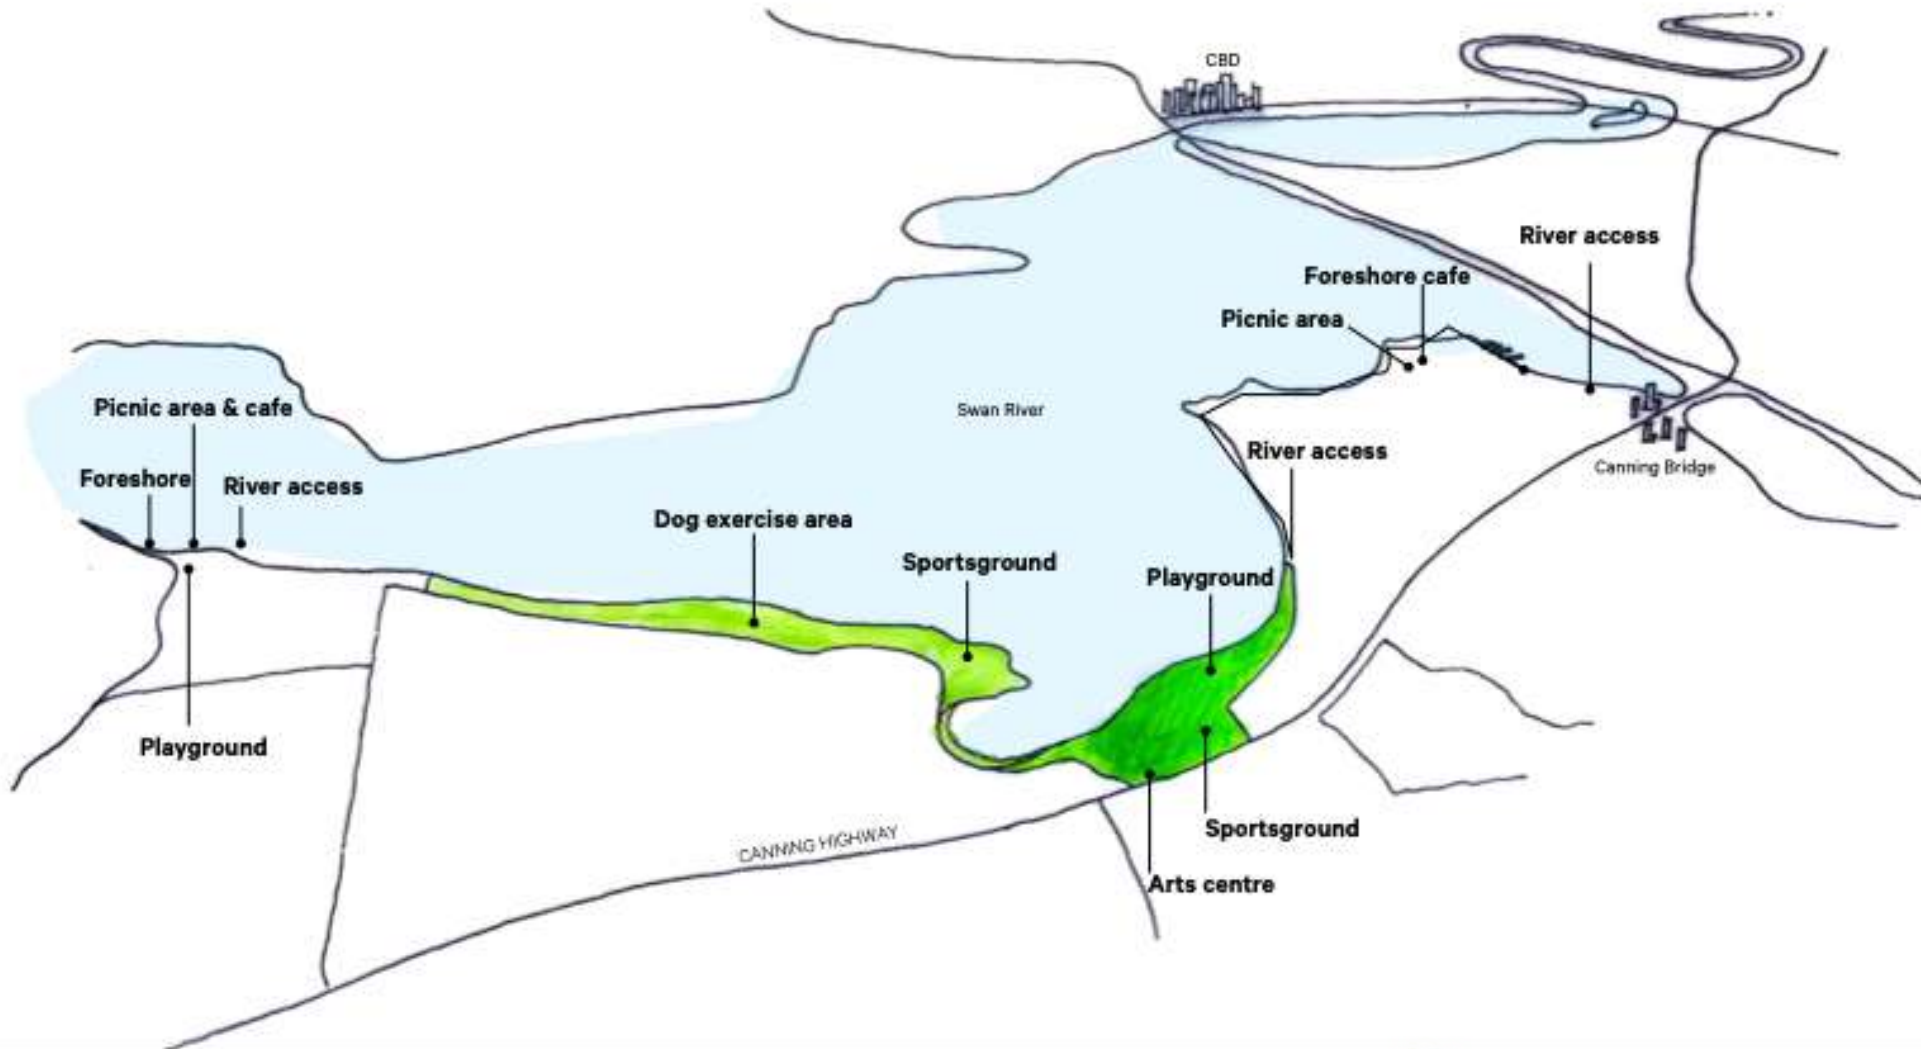 CBD
River access
Foreshore cafe
Picnic area
Picnic area & cafe
Swan River
River access
Canning Bridge
Foreshore
River access
Dog exercise area
Sportsground
Playground
Playground
CANNING HIGHWAY
Sportsground
Arts centre